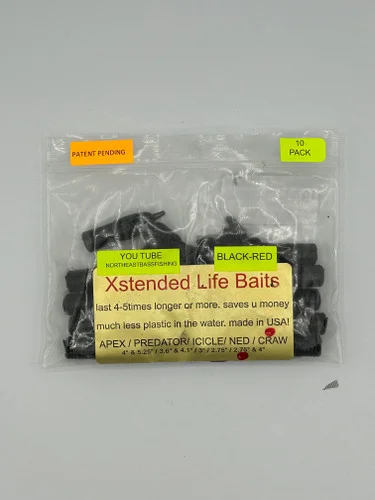 PATENT PENDING
10
PACK
YOU TUBE
NORTHEASTBASSFISHING
BLACK-RED
Xstended Life Baits
last 4-5times longer or more. saves u money
much less plastic in the water. made in USA!
APEX / PREDATOR/ ICICLE/ NED / CRAW
4" & 5.25" / 3.6" & 4.1" / 3" / 2.75" / 2.75" & 4"